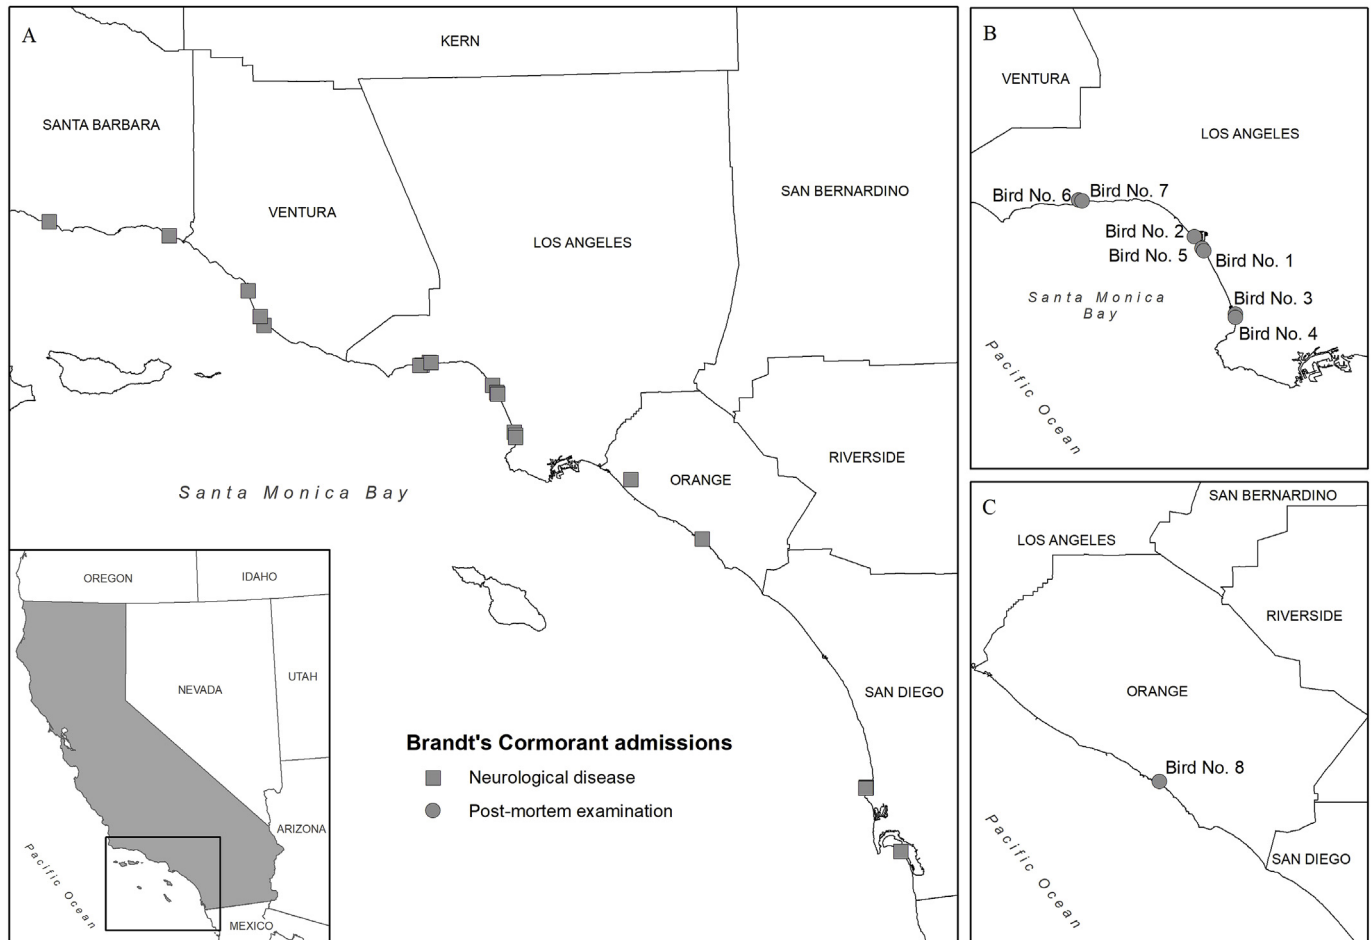 A
KERN
SANTA BARBARA
VENTURA
LOS ANGELES
SAN BERNARDINO
ORANGE
RIVERSIDE
Santa Monica Bay
SAN DIEGO
Brandt's Cormorant admissions
Neurological disease
Post-mortem examination
OREGON
IDAHO
NEVADA
UTAH
ARIZONA
MEXICO
Pacific Ocean
B
VENTURA
LOS ANGELES
Bird No. 6
Bird No. 7
Bird No. 2
Bird No. 5
Bird No. 1
Bird No. 3
Bird No. 4
Santa Monica
Bay
Pacific Ocean
C
SAN BERNARDINO
LOS ANGELES
RIVERSIDE
ORANGE
Bird No. 8
SAN DIEGO
Pacific Ocean